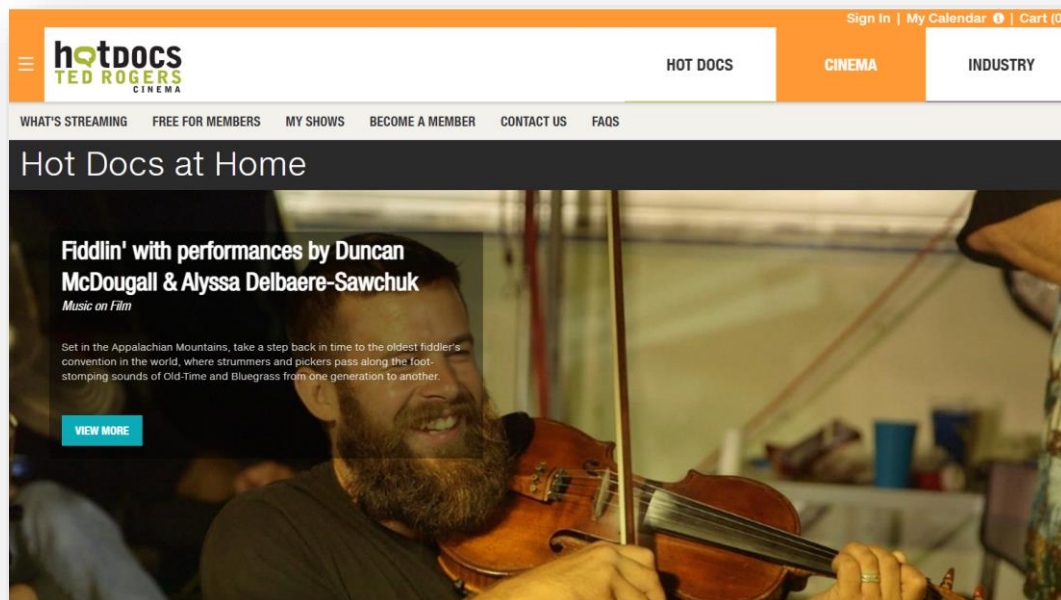 Sign In | My Calendar | Cart (0
hotDOCS
TED ROGERS
CINEMA
HOT DOCS
CINEMA
INDUSTRY
WHAT'S STREAMING FREE FOR MEMBERS MY SHOWS BECOME A MEMBER CONTACT US FAQS
Hot Docs at Home
Fiddlin' with performances by Duncan
McDougall & Alyssa Delbaere-Sawchuk
Music on Film
Set in the Appalachian Mountains, take a step back in time to the oldest fiddler's
convention in the world, where strummers and pickers pass along the foot-
stomping sounds of Old-Time and Bluegrass from one generation to another.
VIEW MORE